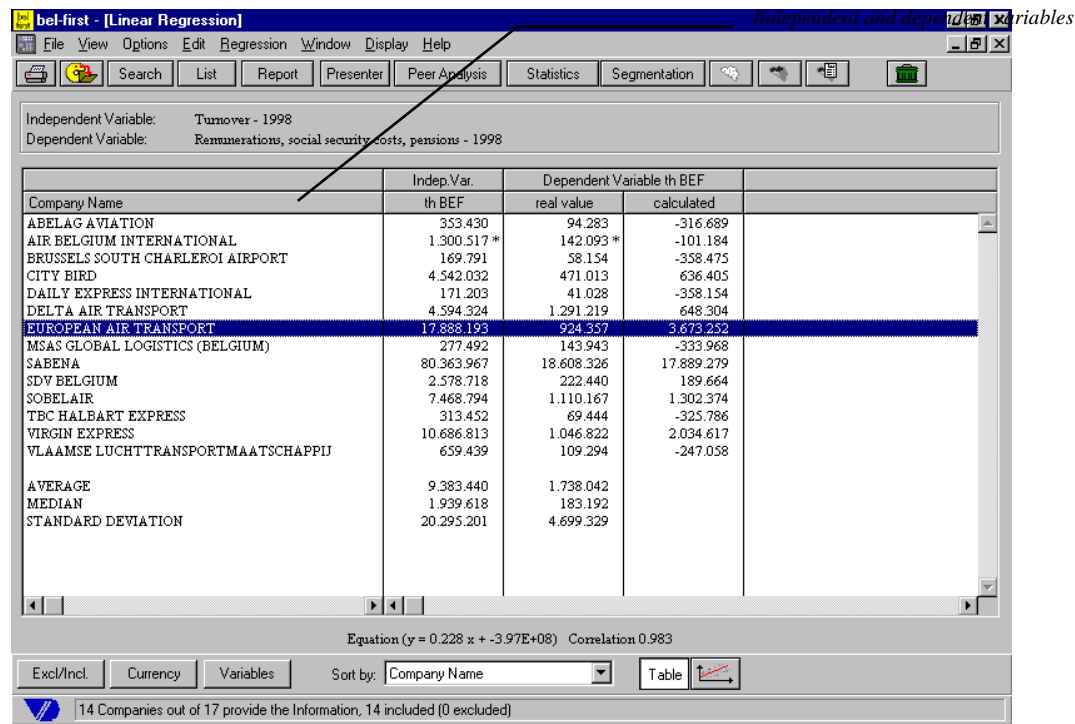 bel-first - [Linear Regression]
Independent and dependent variables
File View Options Edit Regression Window Display Help
Search List Report Presenter Peer Analysis Statistics Segmentation
Independent Variable: Turnover - 1998
Dependent Variable: Remunerations, social security costs, pensions - 1998
Indep.Var. Dependent Variable th BEF
Company Name th BEF real value calculated
ABELAG AVIATION 353.430 94.283 -316.689
AIR BELGIUM INTERNATIONAL 1.300.517 * 142.093 * -101.184
BRUSSELS SOUTH CHARLEROI AIRPORT 169.791 58.154 -358.475
CITY BIRD 4.542.032 471.013 636.405
DAILY EXPRESS INTERNATIONAL 171.203 41.028 -358.154
DELTA AIR TRANSPORT 4.594.324 1.291.219 648.304
EUROPEAN AIR TRANSPORT 17.888.193 924.357 3.673.252
MSAS GLOBAL LOGISTICS (BELGIUM) 277.492 143.943 -333.968
SABENA 80.363.967 18.608.326 17.889.279
SDV BELGIUM 2.578.718 222.440 189.664
SOBELAIR 7.468.794 1.110.167 1.302.374
TBC HALBART EXPRESS 313.452 69.444 -325.786
VIRGIN EXPRESS 10.686.813 1.046.822 2.034.617
VLAAMSE LUCHTTRANSPORTMAATSCHAPPIJ 659.439 109.294 -247.058
AVERAGE 9.383.440 1.738.042
MEDIAN 1.939.618 183.192
STANDARD DEVIATION 20.295.201 4.699.329
Equation (y = 0.228 x + -3.97E+08) Correlation 0.983
Excl/Incl. Currency Variables Sort by: Company Name Table
14 Companies out of 17 provide the Information, 14 included (0 excluded)